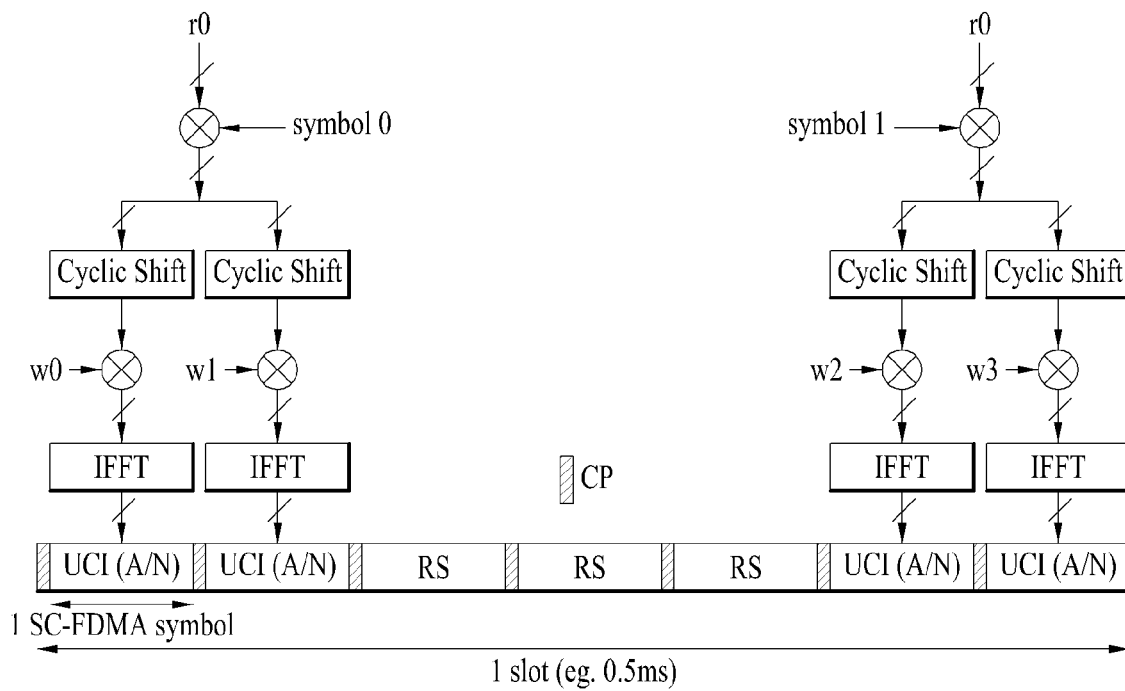 r0 r0
symbol 0 symbol 1
Cyclic Shift Cyclic Shift Cyclic Shift Cyclic Shift
w0 w1 w2 w3
IFFT IFFT IFFT IFFT
CP
UCI (A/N) UCI (A/N) RS RS RS UCI (A/N) UCI (A/N)
1 SC-FDMA symbol
1 slot (eg. 0.5ms)